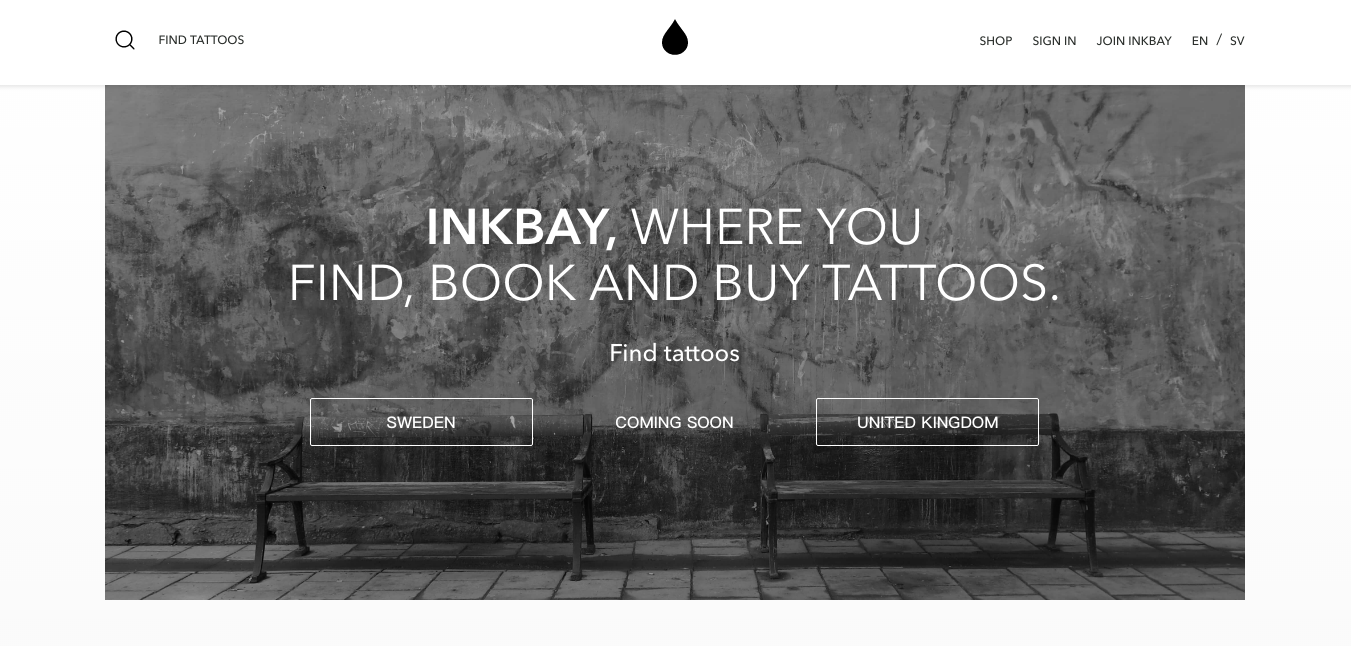 FIND TATTOOS
SHOP SIGN IN JOIN INKBAY EN / SV
INKBAY, WHERE YOU
FIND, BOOK AND BUY TATTOOS.
Find tattoos
SWEDEN COMING SOON UNITED KINGDOM